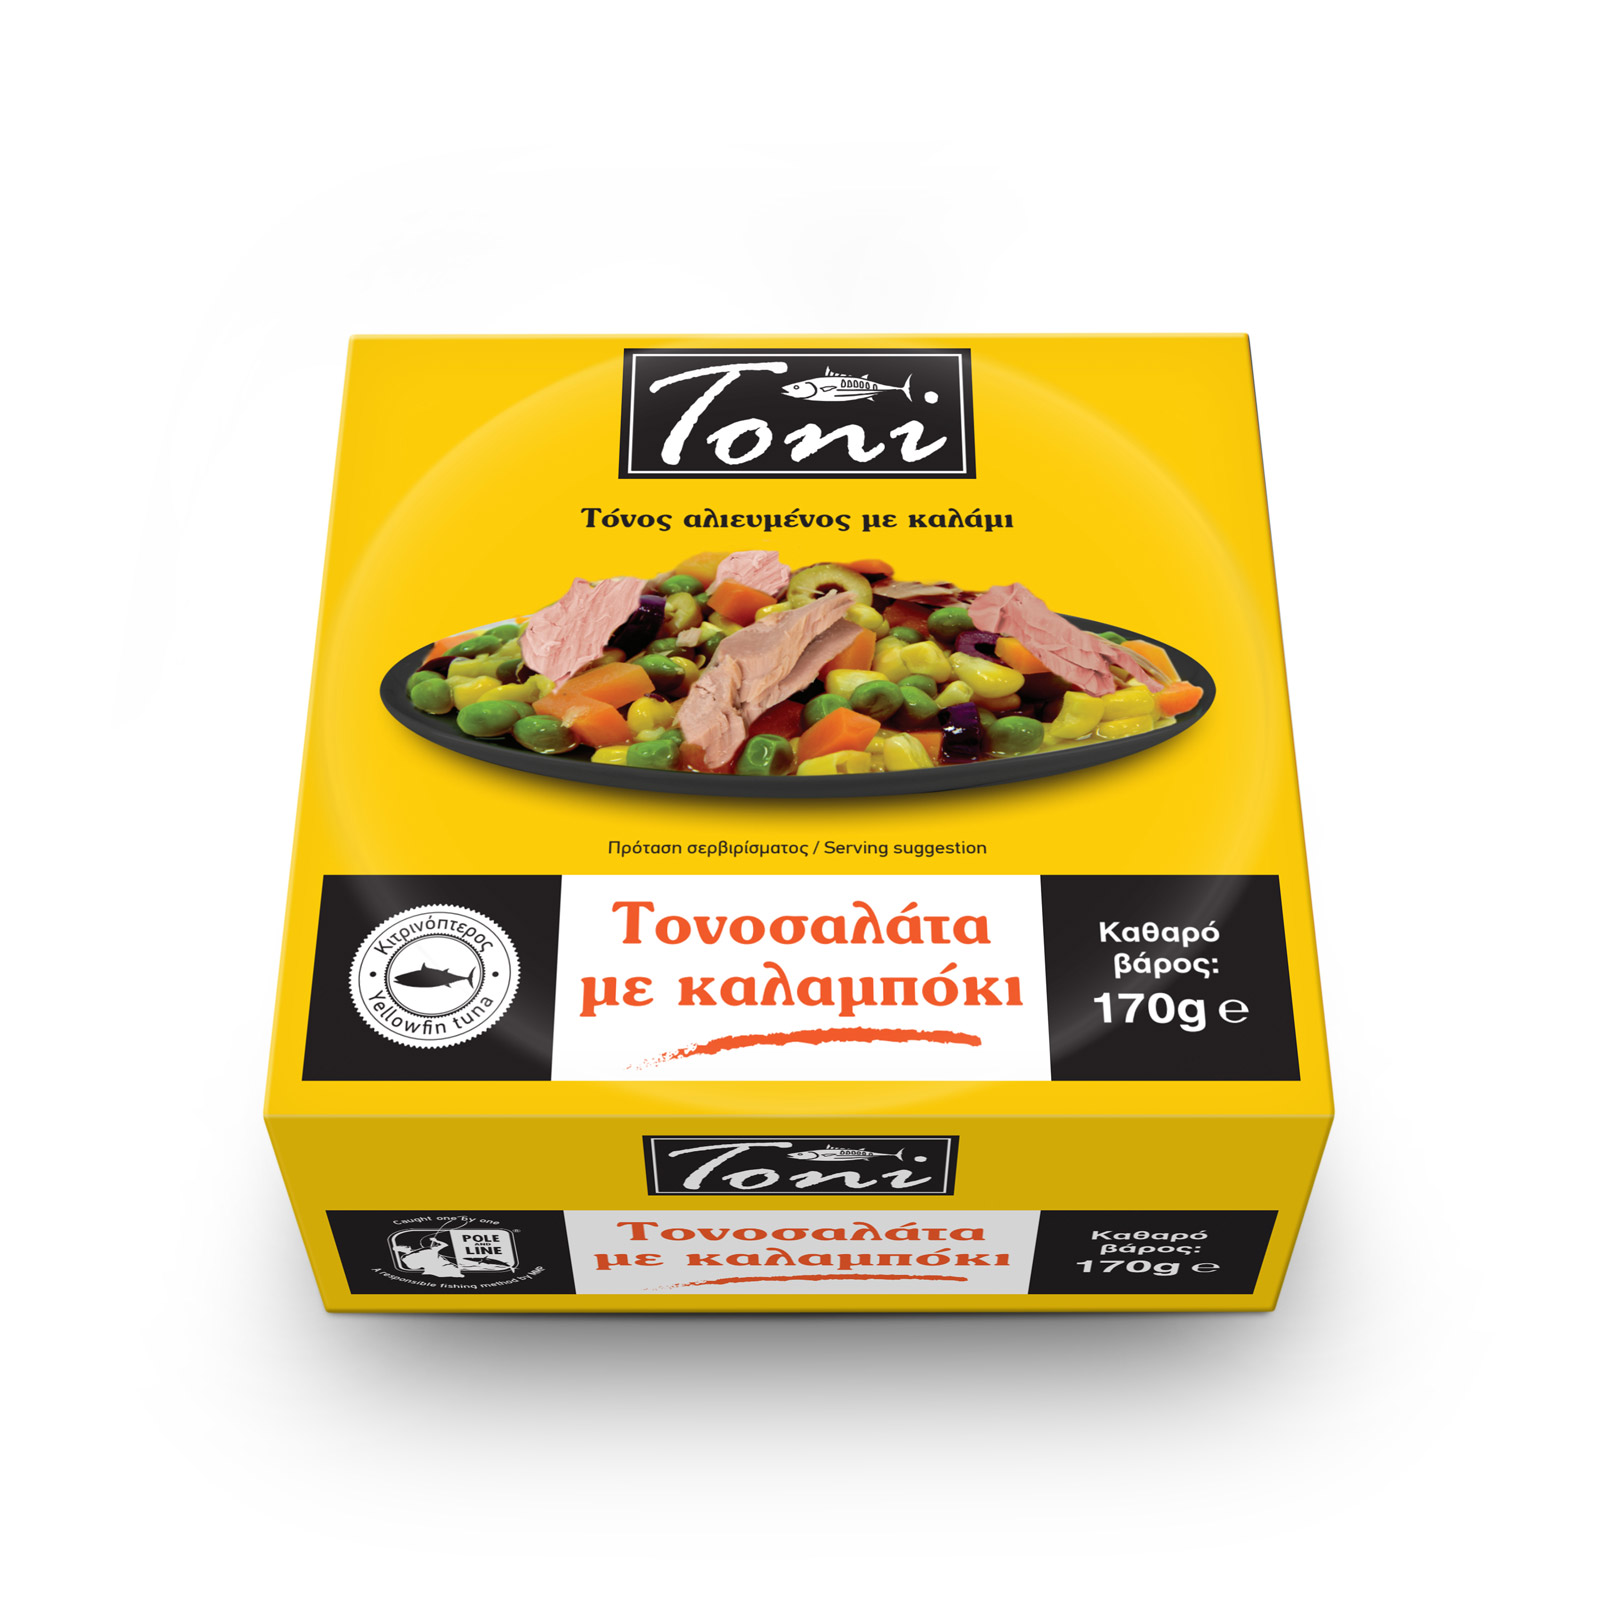 Toni
Τόνος αλιευμένος με καλάμι
Πρόταση σερβιρίσματος / Serving suggestion
Κιτρινόπτερος
Yellowfin tuna
Τονοσαλάτα
με καλαμπόκι
Καθαρό
βάρος:
170g ℮
Toni
Caught one by one
POLE
AND
LINE
®
A responsible fishing method by MWP
Τονοσαλάτα
με καλαμπόκι
Καθαρό
βάρος:
170g ℮